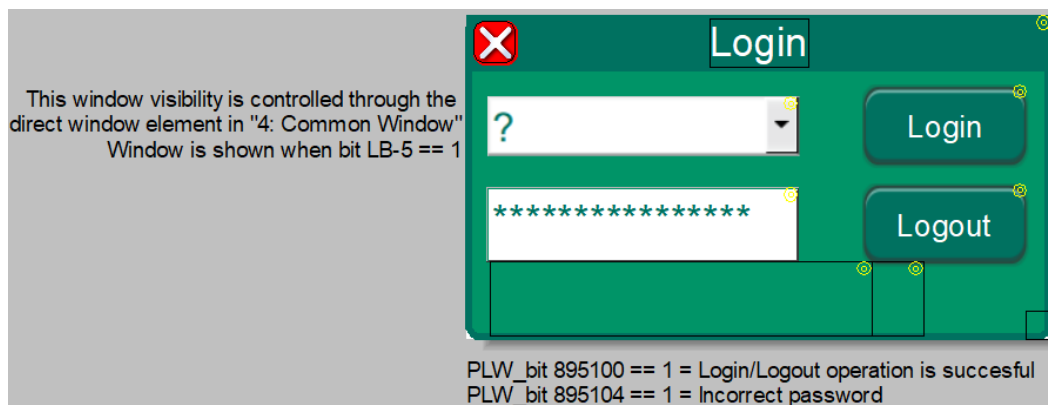 Login
This window visibility is controlled through the
direct window element in "4: Common Window"
Window is shown when bit LB-5 == 1
?
Login
****************
Logout
PLW_bit 895100 == 1 = Login/Logout operation is succesful
PLW_bit 895104 == 1 = Incorrect password